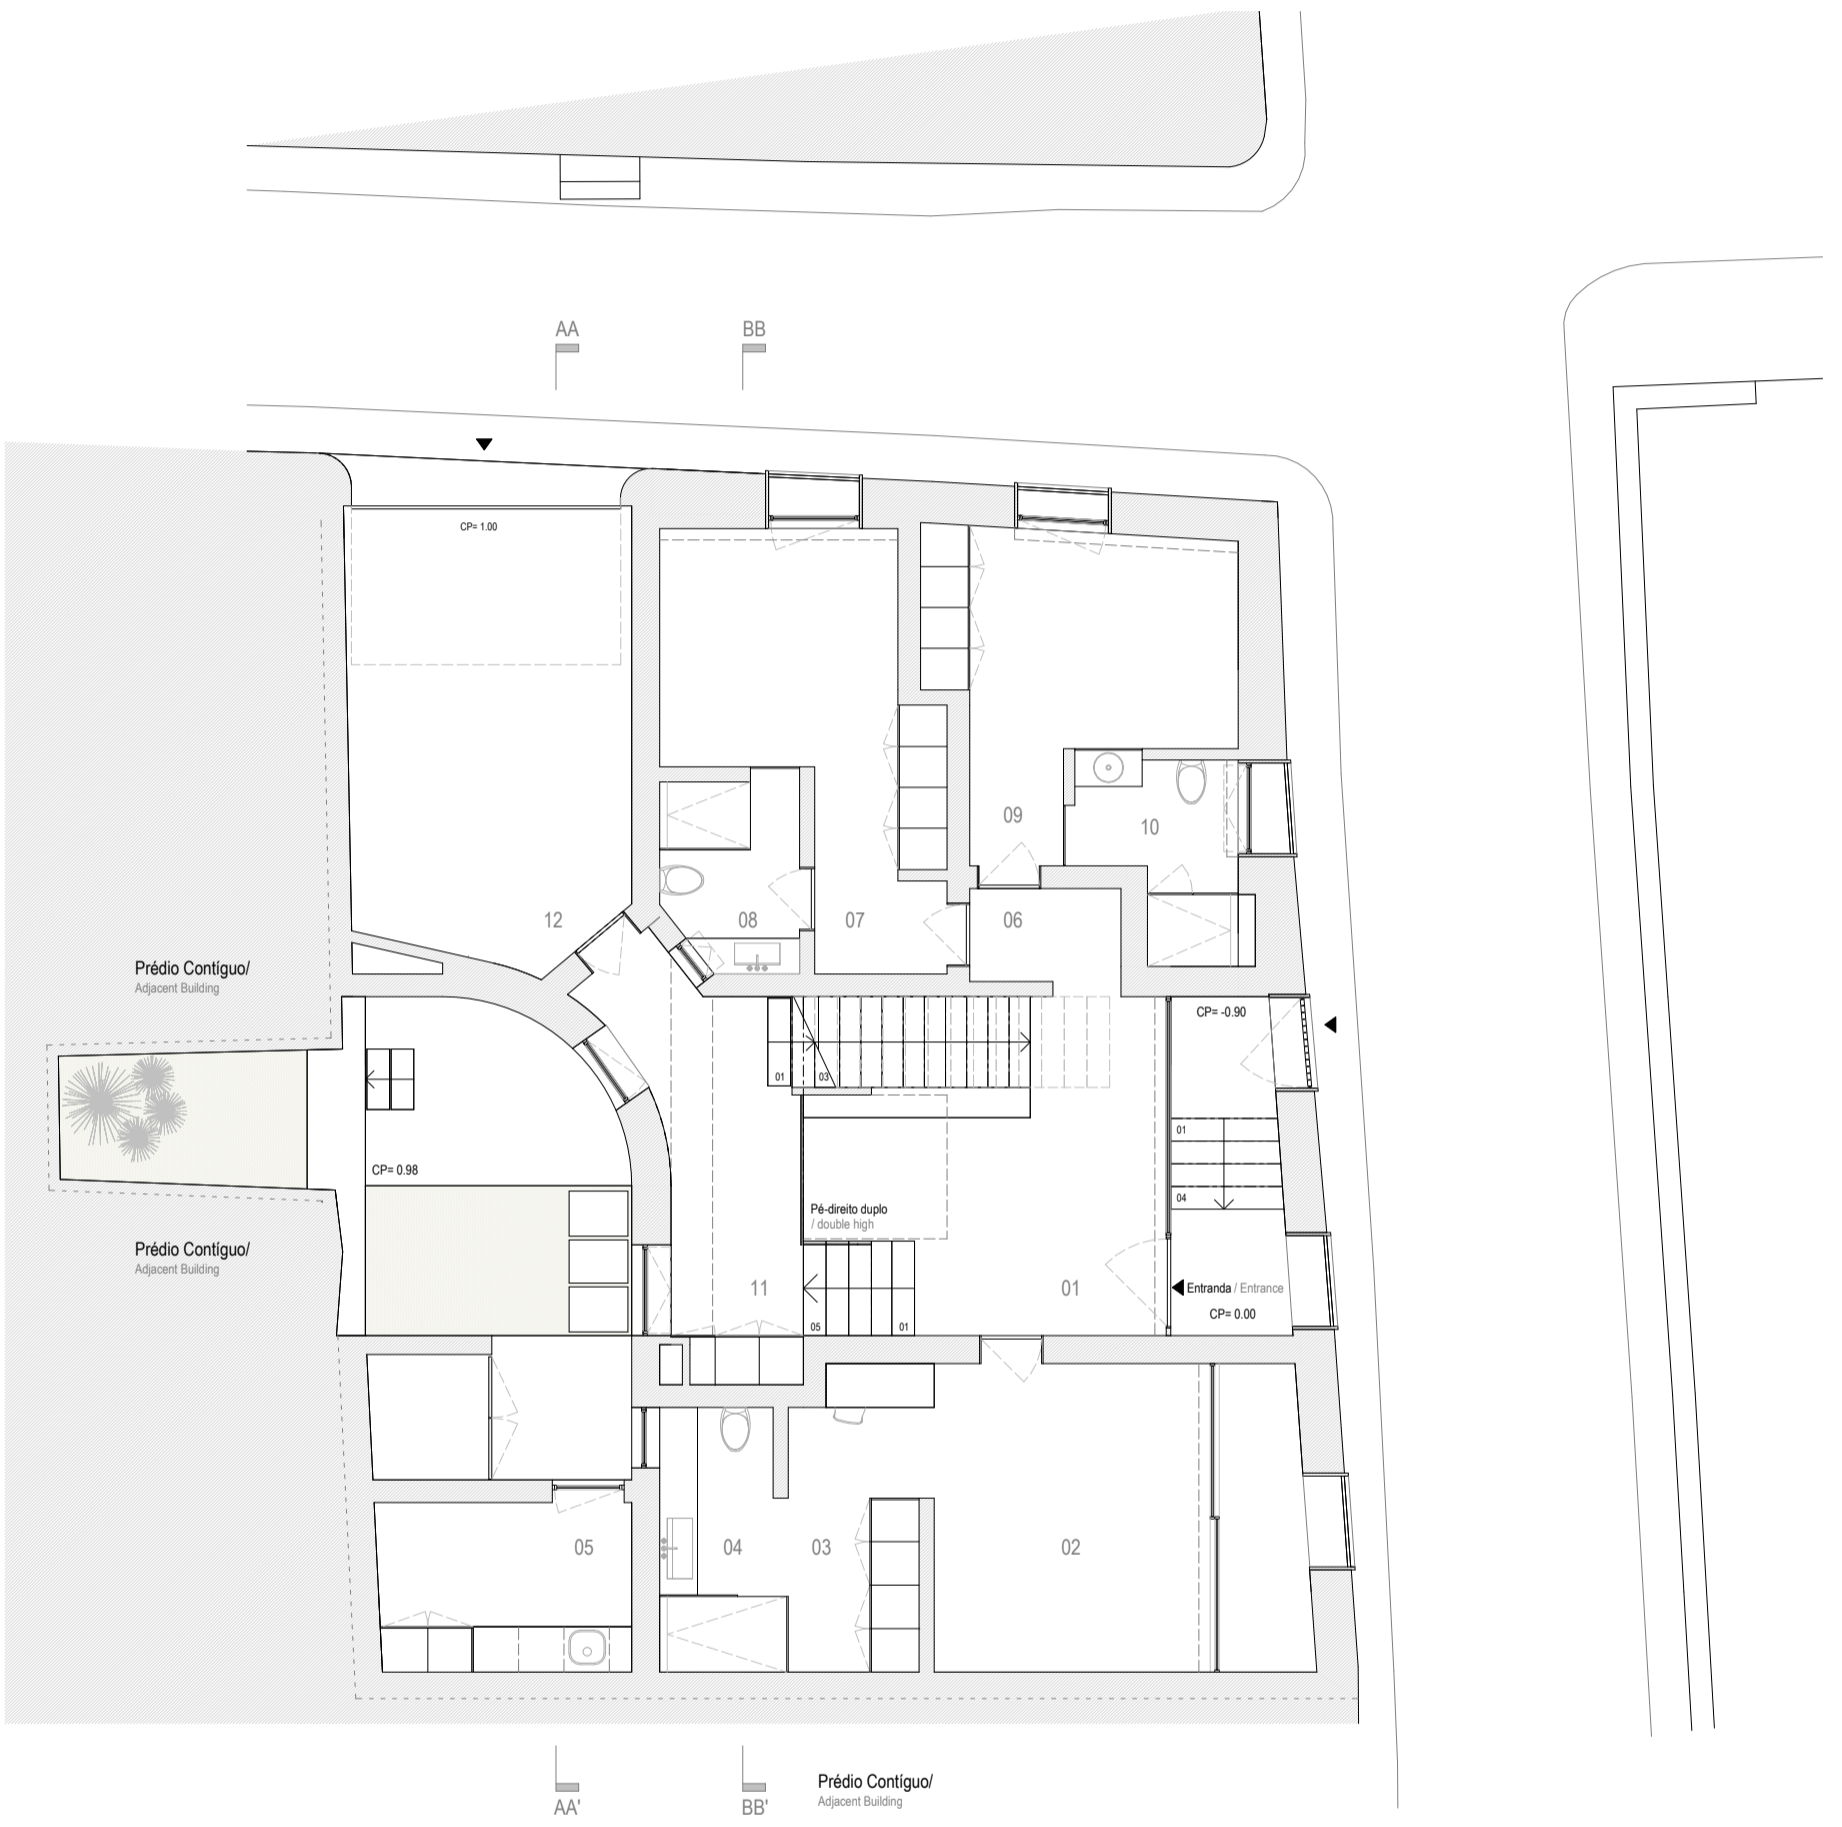 AA
BB
CP= 1.00
09
10
12
08
07
06
Prédio Contíguo/
Adjacent Building
CP= -0.90
01
03
01
CP= 0.98
04
Pé-direito duplo
/ double high
Prédio Contíguo/
Adjacent Building
11
01
Entranda / Entrance
CP= 0.00
05
01
05
04
03
02
AA'
BB'
Prédio Contíguo/
Adjacent Building